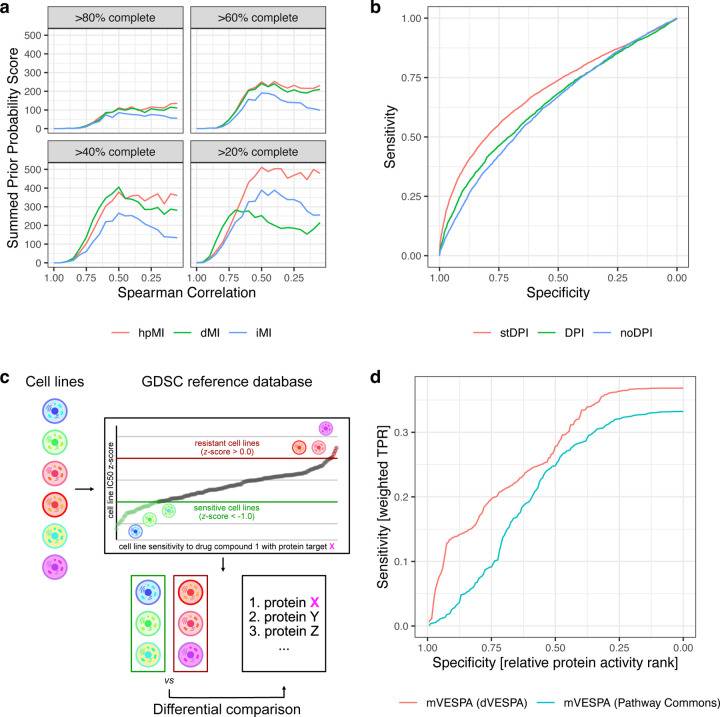 a
>80% complete
>60% complete
500
400
300
200
100
0
>40% complete
>20% complete
500
400
300
200
100
0
Summed Prior Probability Score
1.00 0.75 0.50 0.25
1.00 0.75 0.50 0.25
Spearman Correlation
hpMI dMI iMI
b
1.00
0.75
0.50
0.25
0.00
Sensitivity
1.00 0.75 0.50 0.25 0.00
Specificity
stDPI DPI noDPI
c
Cell lines
GDSC reference database
cell line IC50 z-score
resistant cell lines
(z-score > 0.0)
sensitive cell lines
(z-score < -1.0)
cell line sensitivity to drug compound 1 with protein target X
1. protein X
2. protein Y
3. protein Z
...
vs
Differential comparison
d
0.3
0.2
0.1
0.0
Sensitivity [weighted TPR]
1.00 0.75 0.50 0.25 0.00
Specificity [relative protein activity rank]
mVESPA (dVESPA) mVESPA (Pathway Commons)